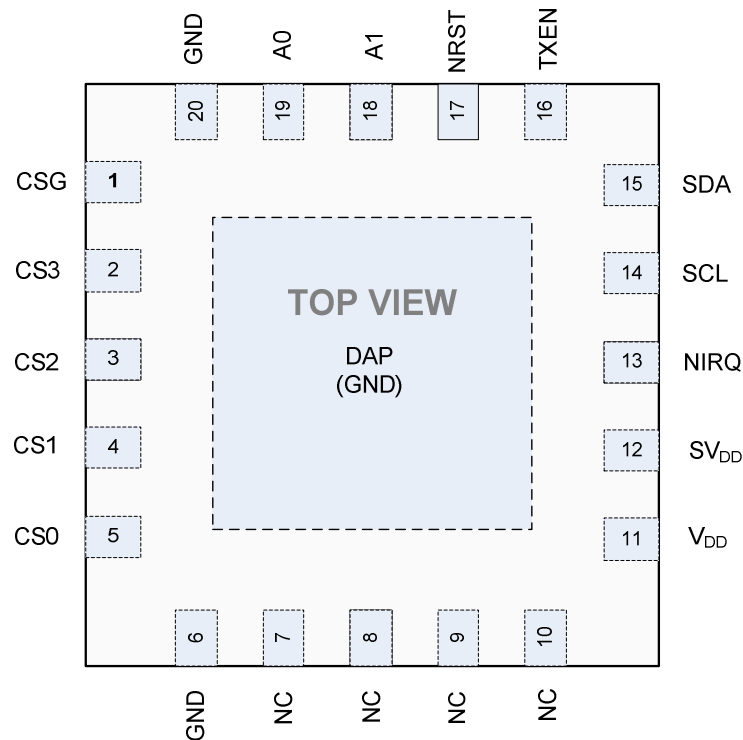 GND
A0
A1
NRST
TXEN
20
19
18
17
16
CSG
1
15
SDA
CS3
2
14
SCL
TOP VIEW
DAP
(GND)
CS2
3
13
NIRQ
CS1
4
12
SVDD
CS0
5
11
VDD
6
7
8
9
10
GND
NC
NC
NC
NC